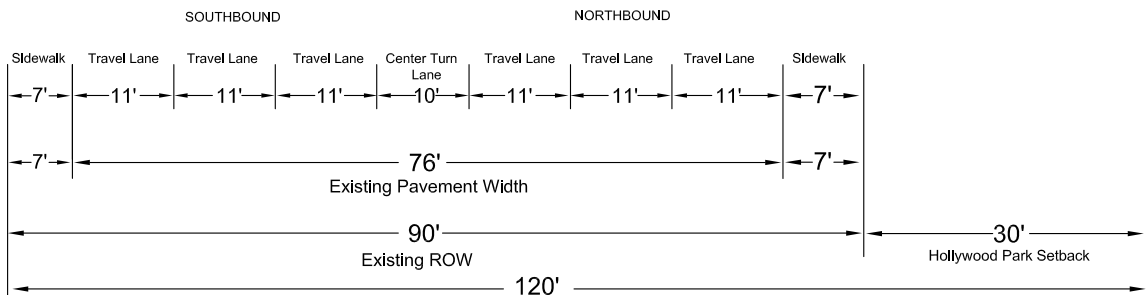 SOUTHBOUND NORTHBOUND
Sidewalk Travel Lane Travel Lane Travel Lane Center Turn Travel Lane Travel Lane Travel Lane Sidewalk
Lane
7' 11' 11' 11' 10' 11' 11' 11' 7'
7' 76' 7'
Existing Pavement Width
90' 30'
Existing ROW Hollywood Park Setback
120'